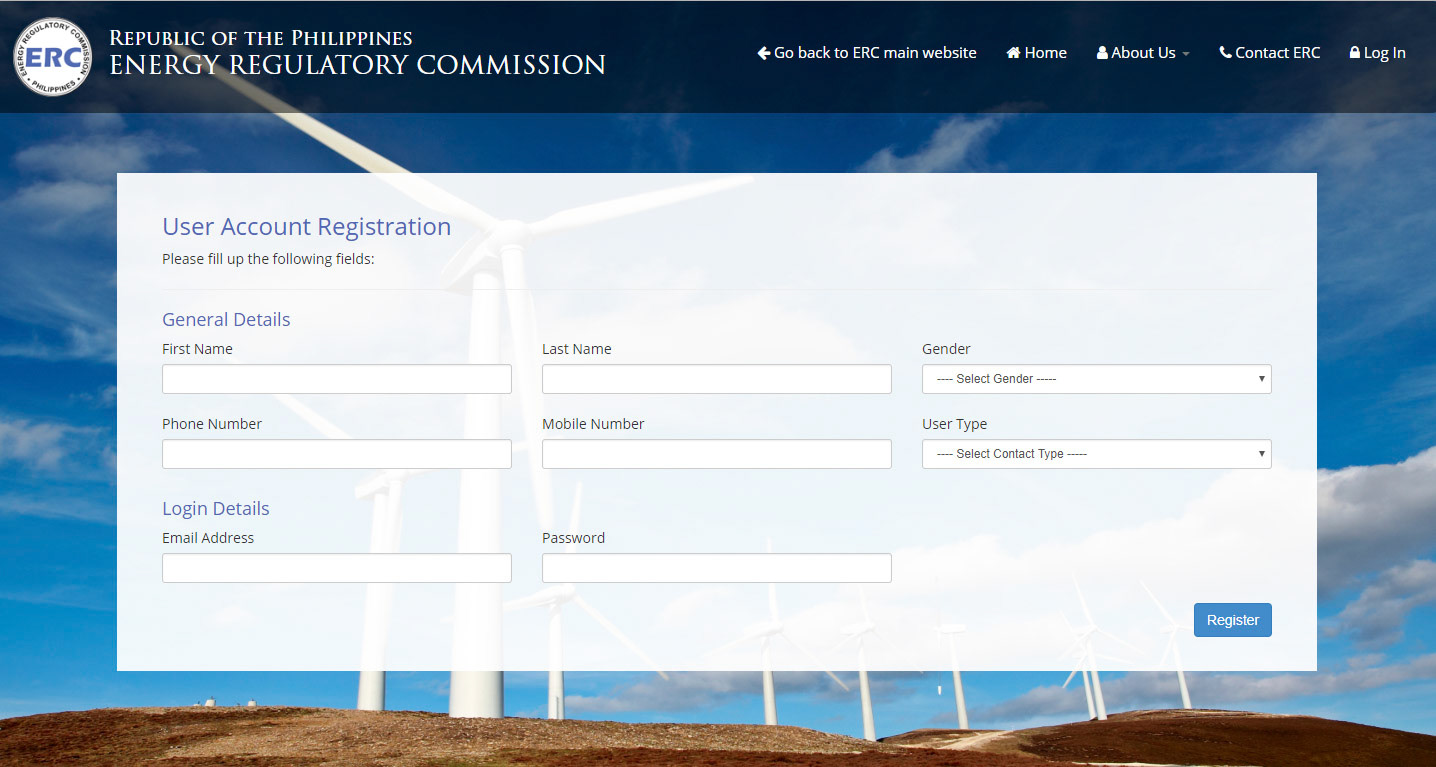 ENERGY REGULATORY COMMISSION
ERC
• PHILIPPINES •
Republic of the Philippines
ENERGY REGULATORY COMMISSION
Go back to ERC main website
Home
About Us
Contact ERC
Log In
User Account Registration
Please fill up the following fields:
General Details
First Name
Last Name
Gender
---- Select Gender -----
Phone Number
Mobile Number
User Type
---- Select Contact Type -----
Login Details
Email Address
Password
Register